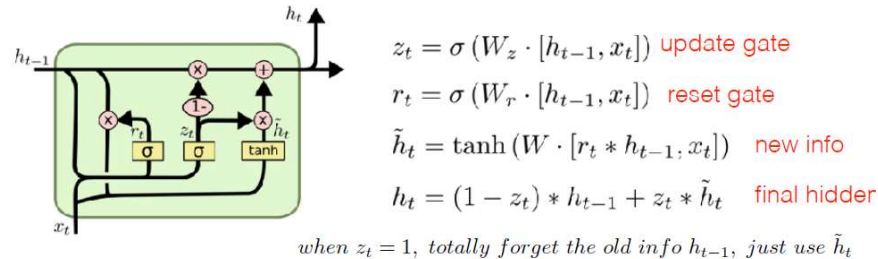 h_t
h_{t-1}
1-
r_t
z_t
h̃_t
σ
σ
tanh
x_t
z_t = σ (W_z · [h_{t-1}, x_t]) update gate
r_t = σ (W_r · [h_{t-1}, x_t]) reset gate
h̃_t = tanh (W · [r_t * h_{t-1}, x_t]) new info
h_t = (1 − z_t) * h_{t-1} + z_t * h̃_t final hidden
when z_t = 1, totally forget the old info h_{t-1}, just use h̃_t